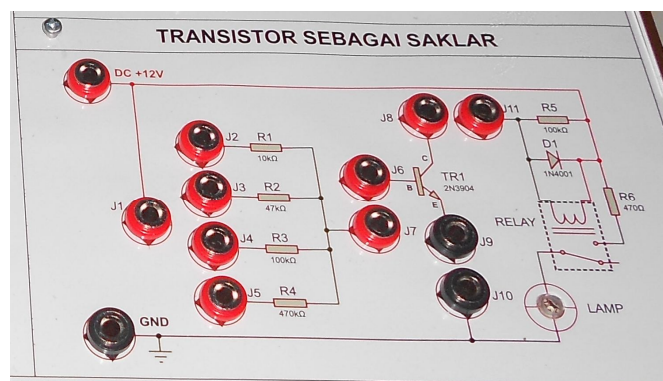 TRANSISTOR SEBAGAI SAKLAR
DC +12V
J8
J11
R5
100kΩ
J2
R1
10kΩ
D1
1N4001
J6
C
B
E
TR1
2N3904
J3
R2
47kΩ
R6
470Ω
J1
RELAY
J4
R3
100kΩ
J7
J9
J5
R4
470kΩ
J10
LAMP
GND